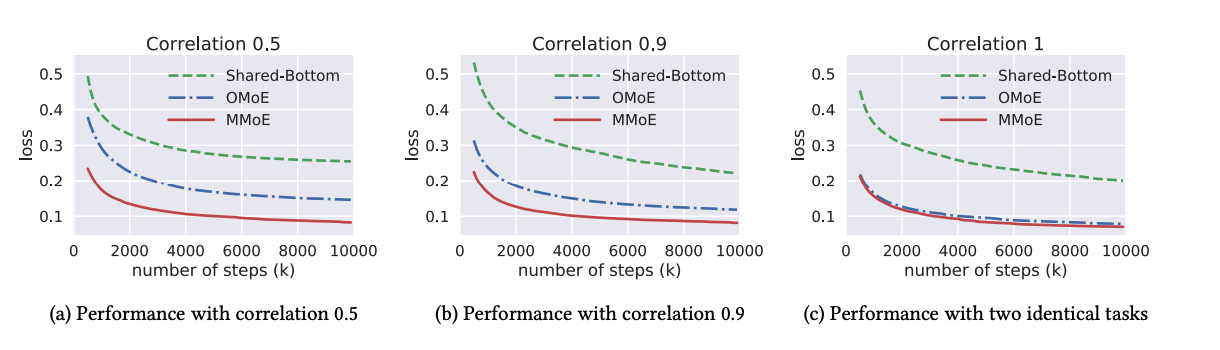 Correlation 0.5
0.5
0.4
0.3
0.2
0.1
loss
Shared-Bottom
OMoE
MMoE
0 2000 4000 6000 8000 10000
number of steps (k)
(a) Performance with correlation 0.5
Correlation 0.9
0.5
0.4
0.3
0.2
0.1
loss
Shared-Bottom
OMoE
MMoE
0 2000 4000 6000 8000 10000
number of steps (k)
(b) Performance with correlation 0.9
Correlation 1
0.5
0.4
0.3
0.2
0.1
loss
Shared-Bottom
OMoE
MMoE
0 2000 4000 6000 8000 10000
number of steps (k)
(c) Performance with two identical tasks